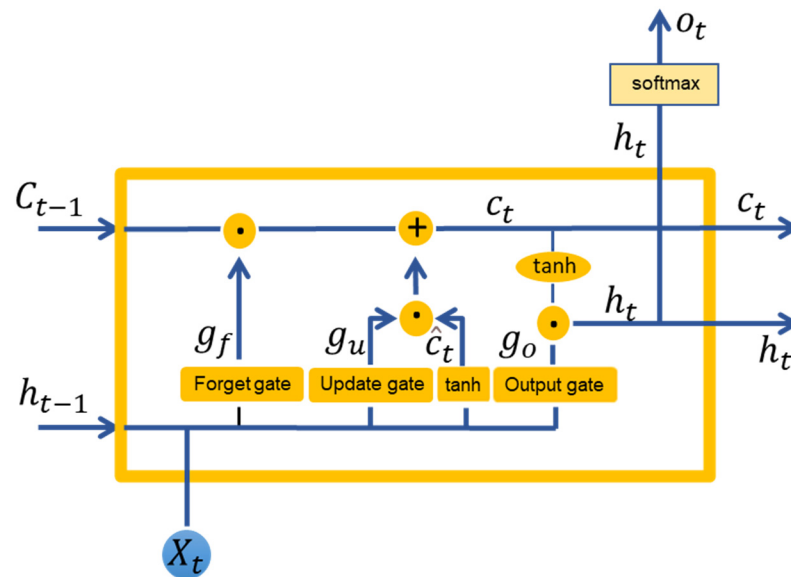 o_t
softmax
h_t
C_{t-1}
c_t
c_t
tanh
h_t
g_f
g_u
ĉ_t
g_o
h_t
Forget gate
Update gate
tanh
Output gate
h_{t-1}
X_t